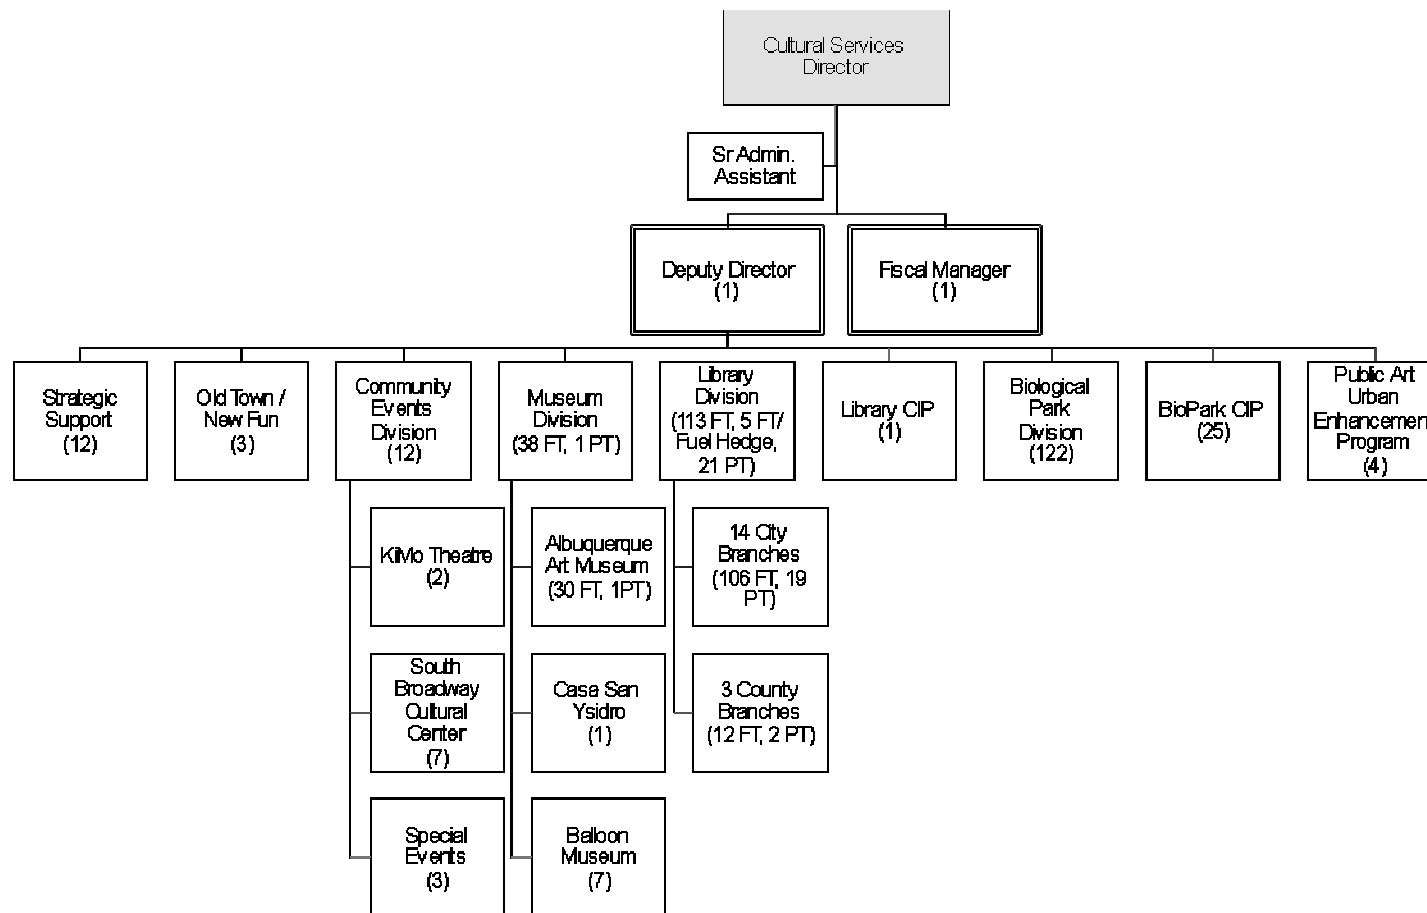 Cultural Services
Director
Sr Admin.
Assistant
Deputy Director
(1)
Fiscal Manager
(1)
Strategic
Support
(12)
Old Town /
New Fun
(3)
Community
Events
Division
(12)
Museum
Division
(38 FT, 1 PT)
Library
Division
(113 FT, 5 FT/
Fuel Hedge,
21 PT)
Library CIP
(1)
Biological
Park
Division
(122)
BioPark CIP
(25)
Public Art
Urban
Enhancemen
Program
(4)
KiMo Theatre
(2)
Albuquerque
Art Museum
(30 FT, 1PT)
14 City
Branches
(106 FT, 19
PT)
South
Broadway
Cultural
Center
(7)
Casa San
Ysidro
(1)
3 County
Branches
(12 FT, 2 PT)
Special
Events
(3)
Balloon
Museum
(7)